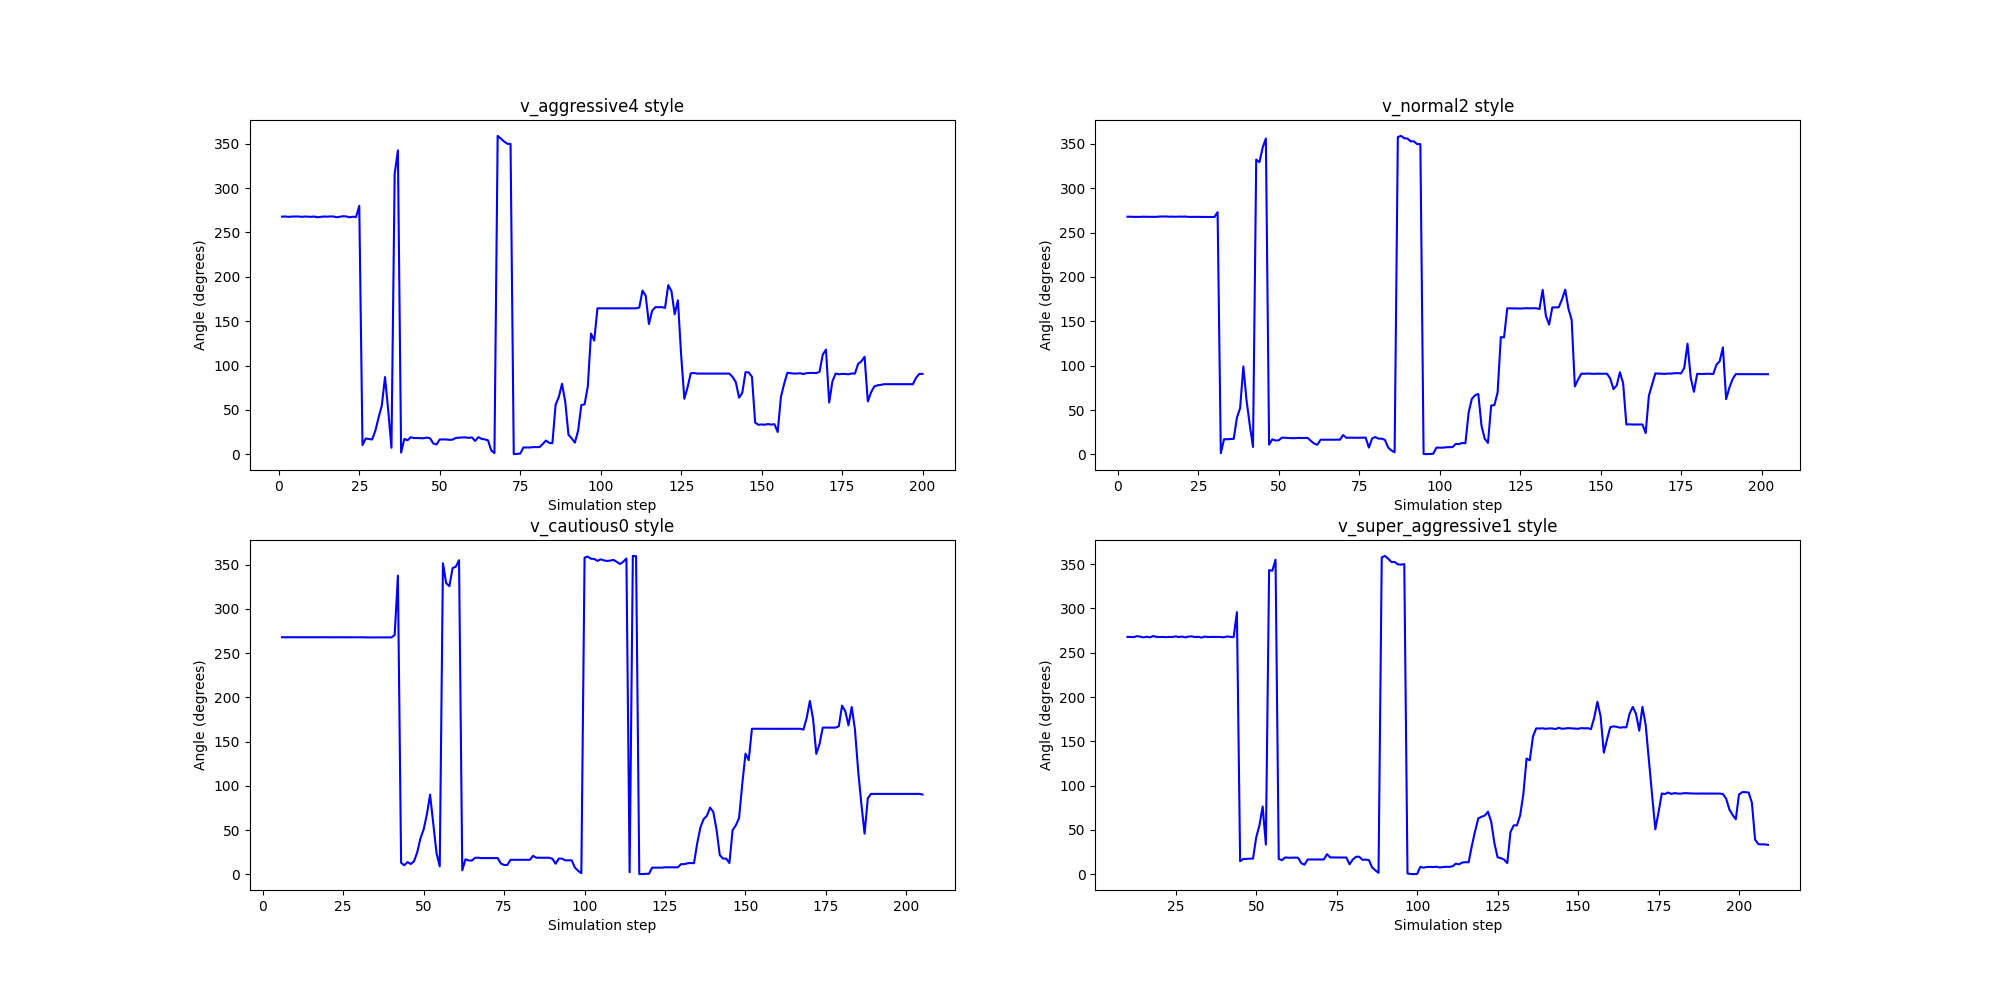 v_aggressive4 style
350
300
250
200
150
100
50
0
Angle (degrees)
0 25 50 75 100 125 150 175 200
Simulation step
v_normal2 style
350
300
250
200
150
100
50
0
Angle (degrees)
0 25 50 75 100 125 150 175 200
Simulation step
v_cautious0 style
350
300
250
200
150
100
50
0
Angle (degrees)
0 25 50 75 100 125 150 175 200
Simulation step
v_super_aggressive1 style
350
300
250
200
150
100
50
0
Angle (degrees)
25 50 75 100 125 150 175 200
Simulation step